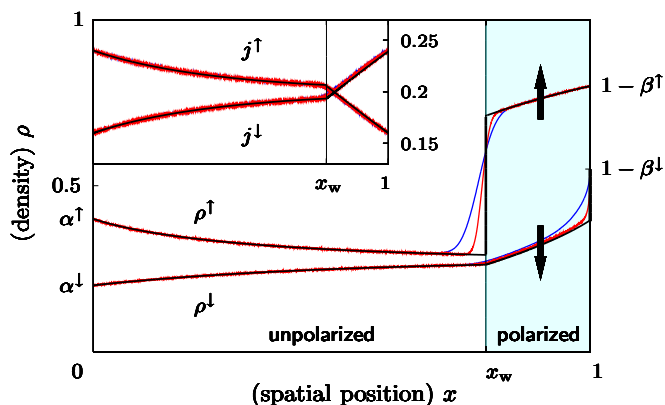 1
0.5
0
(density) ρ
α↑
α↓
j↑
j↓
0.25
0.2
0.15
x_w
1
ρ↑
ρ↓
1 − β↑
1 − β↓
unpolarized
polarized
0
x_w
1
(spatial position) x